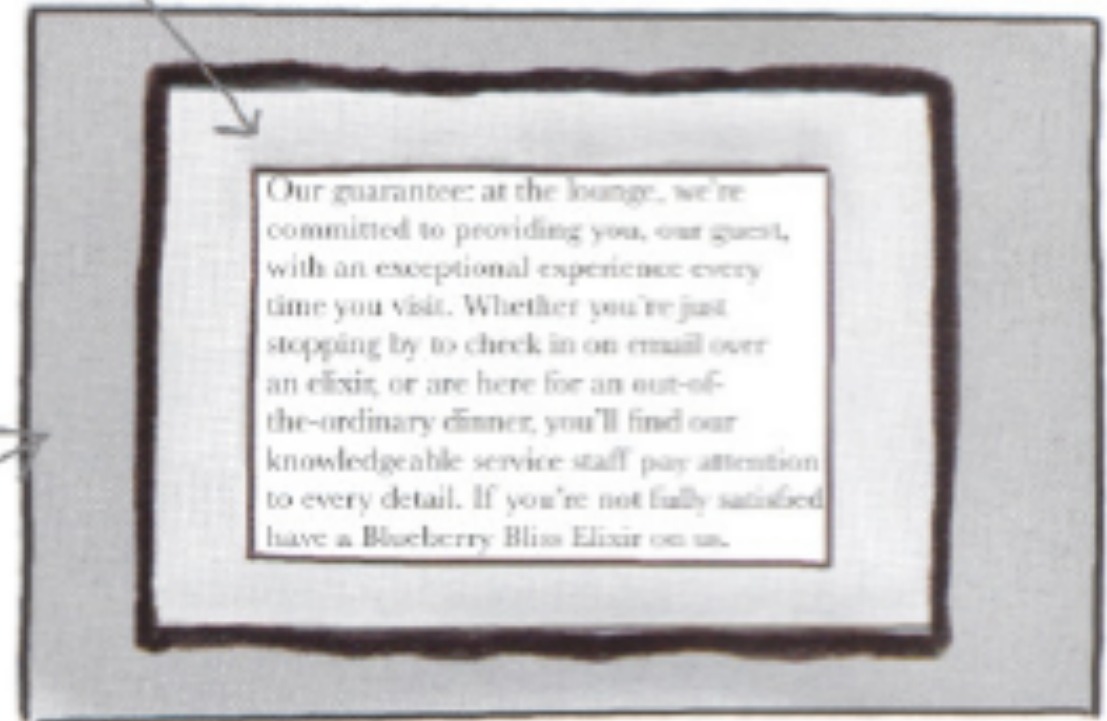 Our guarantee: at the lounge, we're
committed to providing you, our guest,
with an exceptional experience every
time you visit. Whether you're just
stopping by to check in on email over
an elixir, or are here for an out-of-
the-ordinary dinner, you'll find our
knowledgeable service staff pay attention
to every detail. If you're not fully satisfied
have a Blueberry Bliss Elixir on us.